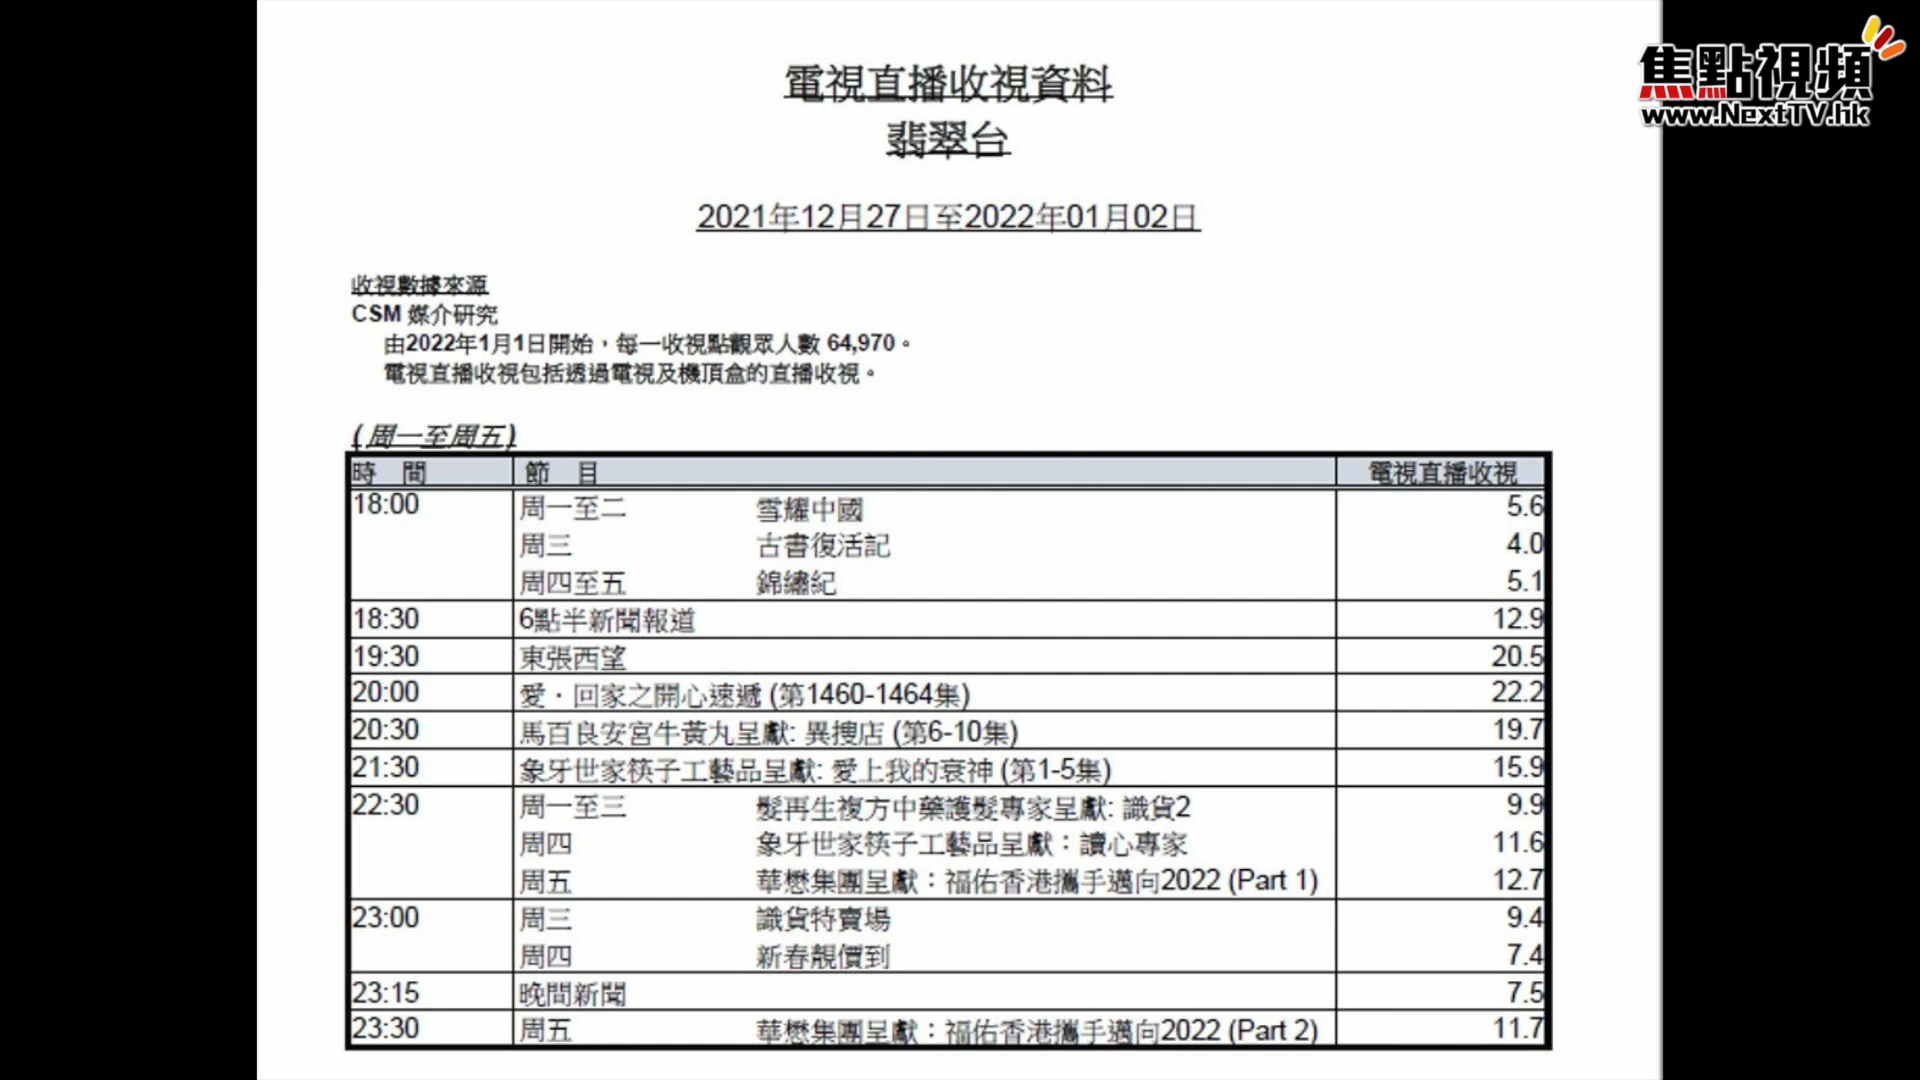 焦點視頻
www.NextTV.hk
電視直播收視資料
翡翠台
2021年12月27日至2022年01月02日
收視數據來源
CSM 媒介研究
由2022年1月1日開始，每一收視點觀眾人數 64,970。
電視直播收視包括透過電視及機頂盒的直播收視。
(周一至周五)
時 間 節 目 電視直播收視
18:00 周一至二 雪耀中國 5.6
周三 古書復活記 4.0
周四至五 錦繡紀 5.1
18:30 6點半新聞報道 12.9
19:30 東張西望 20.5
20:00 愛．回家之開心速遞 (第1460-1464集) 22.2
20:30 馬百良安宮牛黃丸呈獻: 異搜店 (第6-10集) 19.7
21:30 象牙世家筷子工藝品呈獻: 愛上我的衰神 (第1-5集) 15.9
22:30 周一至三 髮再生複方中藥護髮專家呈獻: 識貨2 9.9
周四 象牙世家筷子工藝品呈獻：讀心專家 11.6
周五 華懋集團呈獻：福佑香港攜手邁向2022 (Part 1) 12.7
23:00 周三 識貨特賣場 9.4
周四 新春靚價到 7.4
23:15 晚間新聞 7.5
23:30 周五 華懋集團呈獻：福佑香港攜手邁向2022 (Part 2) 11.7